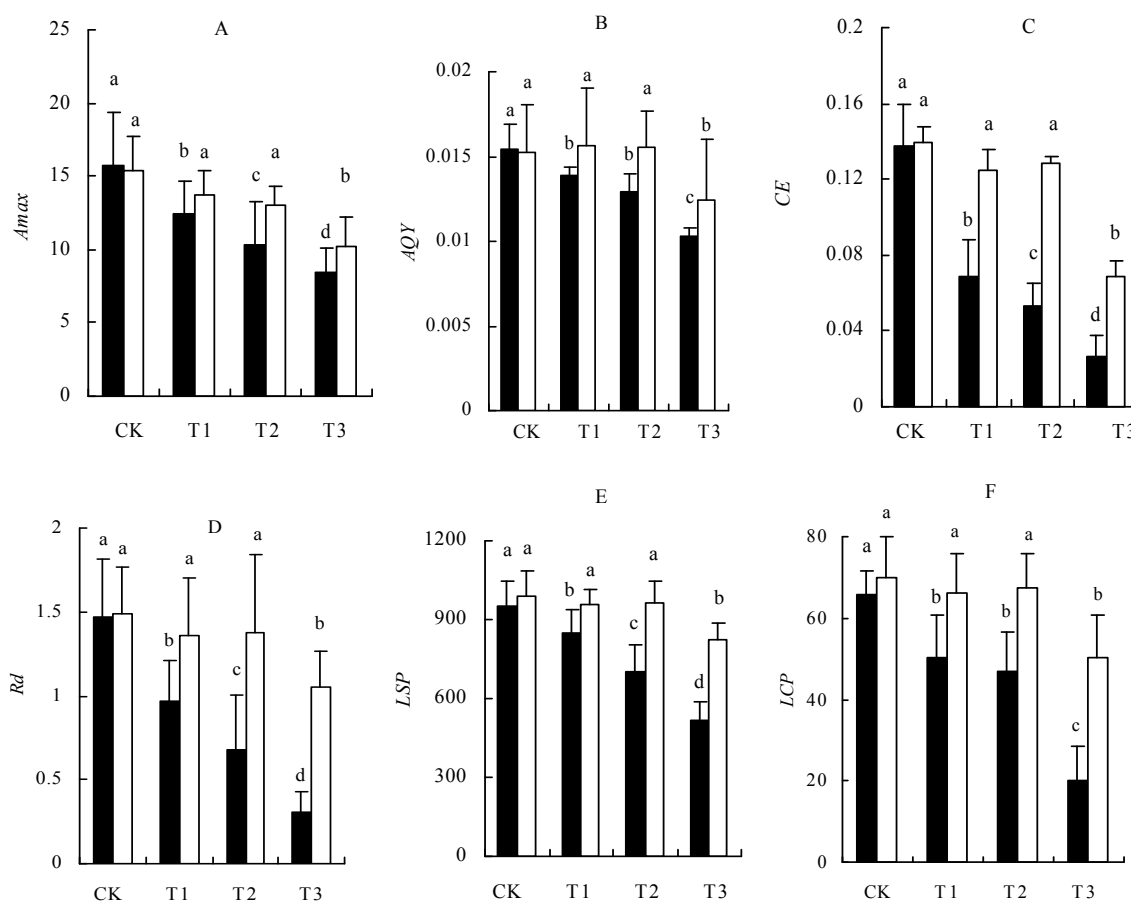 A
25
20
15
10
5
0
Amax
a a b a c a d b
CK T1 T2 T3
B
0.02
0.015
0.01
0.005
0
AQY
a a b a b a c b
CK T1 T2 T3
C
0.2
0.16
0.12
0.08
0.04
0
CE
a a b a c a d b
CK T1 T2 T3
D
2
1.5
1
0.5
0
Rd
a a b a c a d b
CK T1 T2 T3
E
1200
900
600
300
0
LSP
a a b a c a d b
CK T1 T2 T3
F
80
60
40
20
0
LCP
a a b a b a c b
CK T1 T2 T3